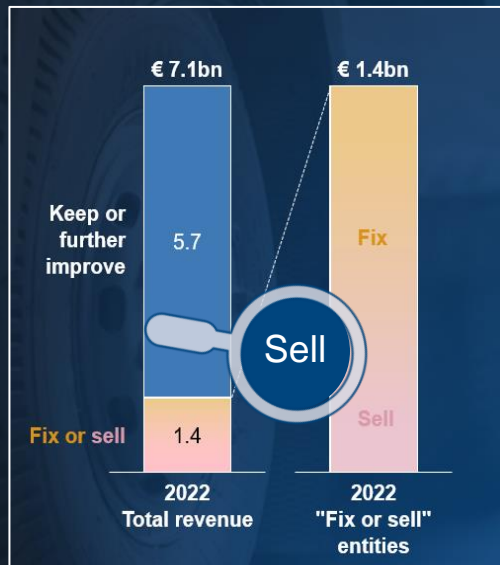 € 7.1bn
€ 1.4bn
Keep or
further
improve
5.7
Fix
Sell
Sell
Fix or sell
1.4
2022
Total revenue
2022
"Fix or sell"
entities